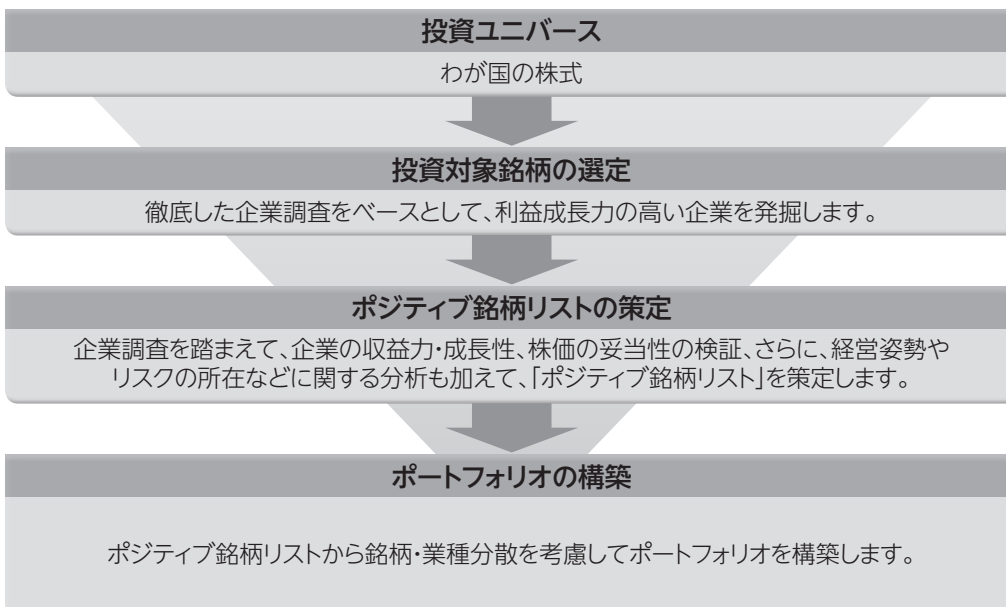 投資ユニバース
わが国の株式
投資対象銘柄の選定
徹底した企業調査をベースとして、利益成長力の高い企業を発掘します。
ポジティブ銘柄リストの策定
企業調査を踏まえて、企業の収益力・成長性、株価の妥当性の検証、さらに、経営姿勢や
リスクの所在などに関する分析も加えて、「ポジティブ銘柄リスト」を策定します。
ポートフォリオの構築
ポジティブ銘柄リストから銘柄・業種分散を考慮してポートフォリオを構築します。